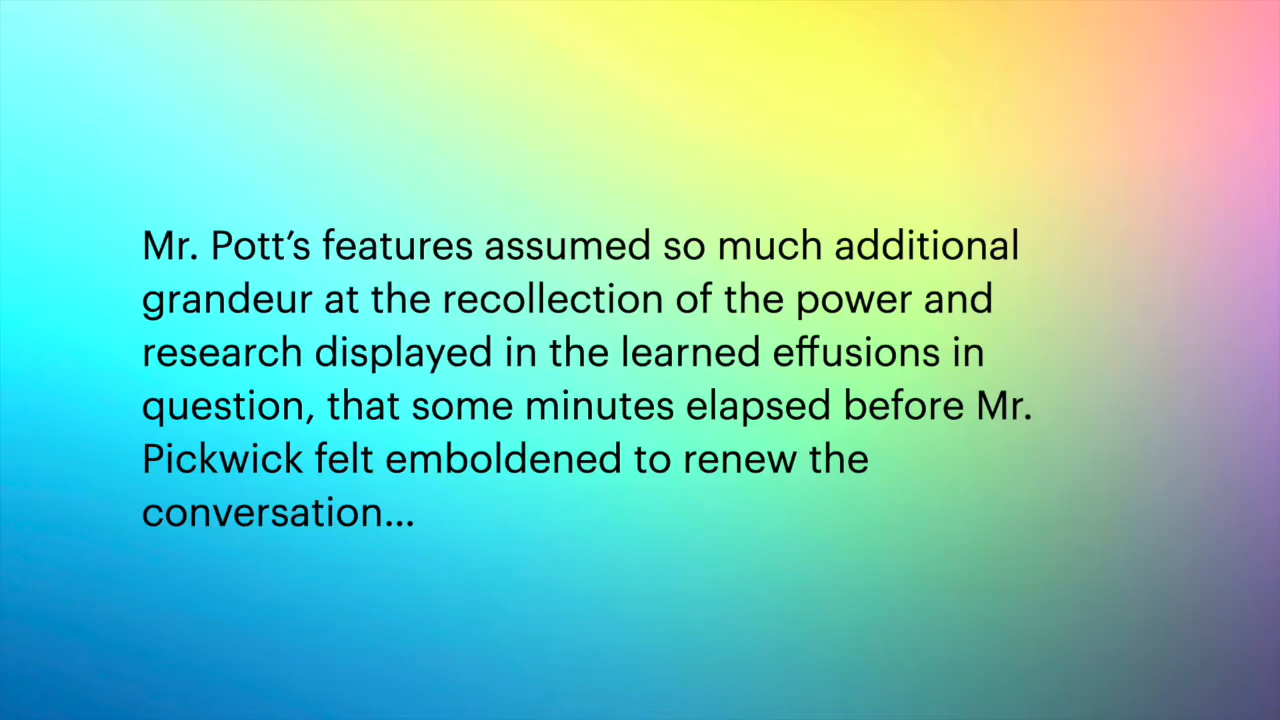 Mr. Pott’s features assumed so much additional
grandeur at the recollection of the power and
research displayed in the learned effusions in
question, that some minutes elapsed before Mr.
Pickwick felt emboldened to renew the
conversation...